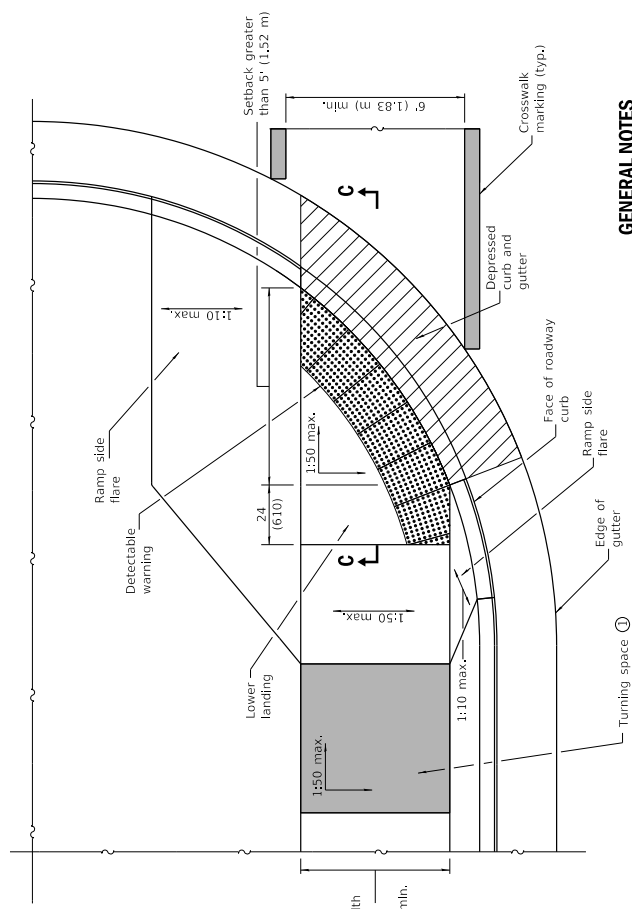 Setback greater
than 5' (1.52 m)
6' (1.83 m) min.
Crosswalk
marking (typ.)
GENERAL NOTES
C
Depressed
curb and
gutter
1:10 max.
Ramp side
flare
Detectable
warning
1:50 max.
24
(610)
Face of roadway
curb
Ramp side
flare
C
Lower
landing
1:50 max.
1:10 max.
Edge of
gutter
Turning space 1
1:50 max.
min.